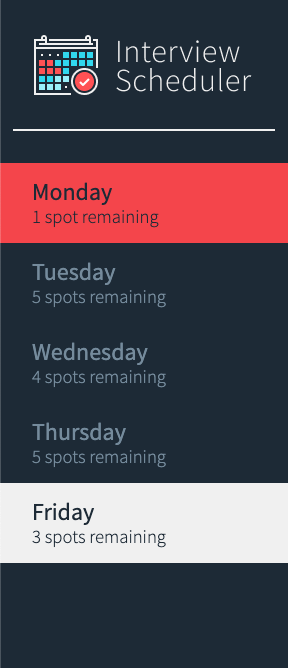 Interview
Scheduler
Monday
1 spot remaining
Tuesday
5 spots remaining
Wednesday
4 spots remaining
Thursday
5 spots remaining
Friday
3 spots remaining